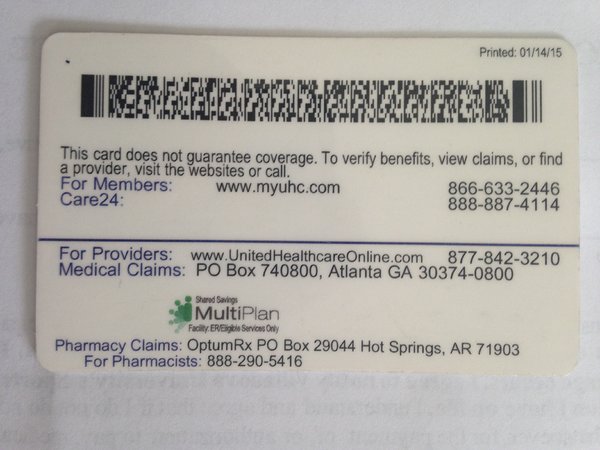 Printed: 01/14/15
This card does not guarantee coverage. To verify benefits, view claims, or find
a provider, visit the websites or call.
For Members: www.myuhc.com 866-633-2446
Care24: 888-887-4114
For Providers: www.UnitedHealthcareOnline.com 877-842-3210
Medical Claims: PO Box 740800, Atlanta GA 30374-0800
Shared Savings
MultiPlan
Facility: ER/Eligible Services Only
Pharmacy Claims: OptumRx PO Box 29044 Hot Springs, AR 71903
For Pharmacists: 888-290-5416